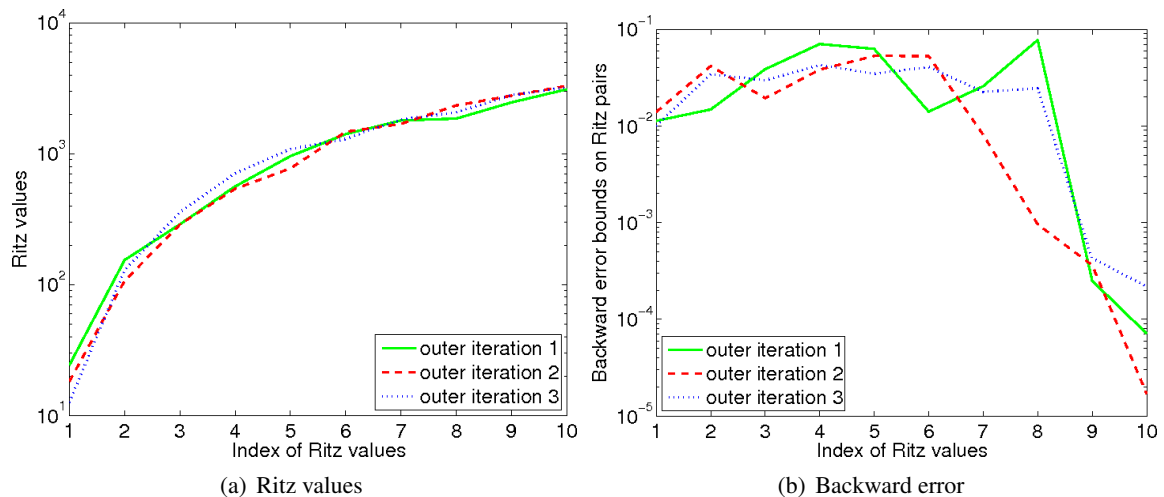 10^4
10^3
10^2
10^1
Ritz values
1 2 3 4 5 6 7 8 9 10
Index of Ritz values
outer iteration 1
outer iteration 2
outer iteration 3
(a) Ritz values
10^-1
10^-2
10^-3
10^-4
10^-5
Backward error bounds on Ritz pairs
1 2 3 4 5 6 7 8 9 10
Index of Ritz values
outer iteration 1
outer iteration 2
outer iteration 3
(b) Backward error